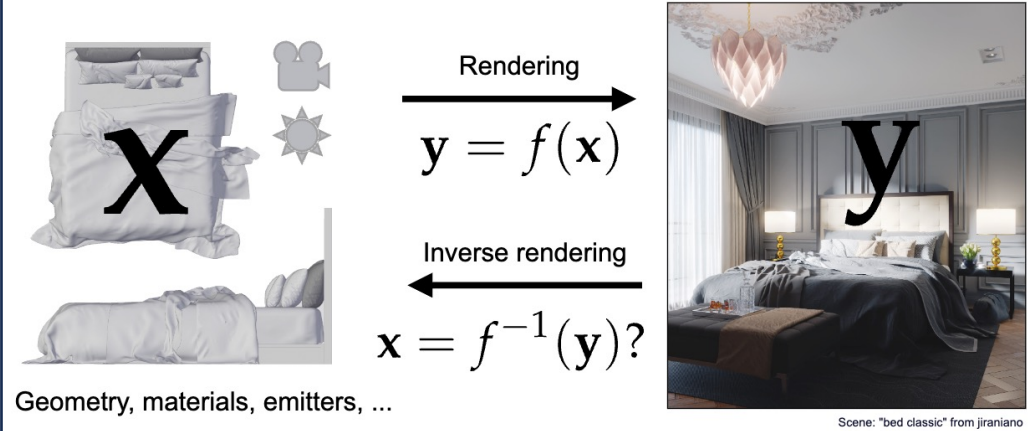 Rendering
y = f(x)
x
y
Inverse rendering
x = f⁻¹(y)?
Geometry, materials, emitters, ...
Scene: "bed classic" from jiraniano